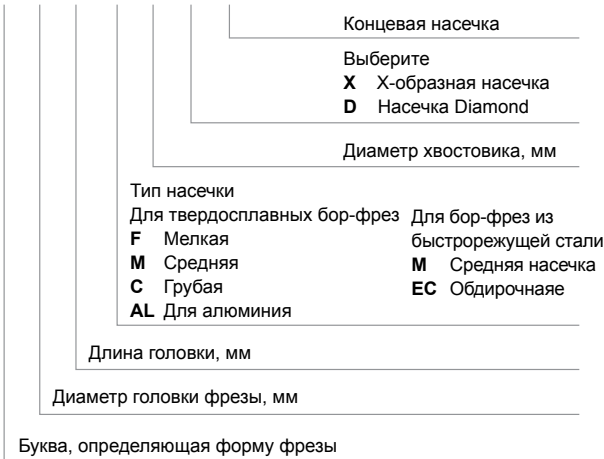 Концевая насечка
Выберите
X X-образная насечка
D Насечка Diamond
Диаметр хвостовика, мм
Тип насечки
Для твердосплавных бор-фрез
F Мелкая
M Средняя
C Грубая
AL Для алюминия
Для бор-фрез из
быстрорежущей стали
M Средняя насечка
EC Обдирочнаяе
Длина головки, мм
Диаметр головки фрезы, мм
Буква, определяющая форму фрезы